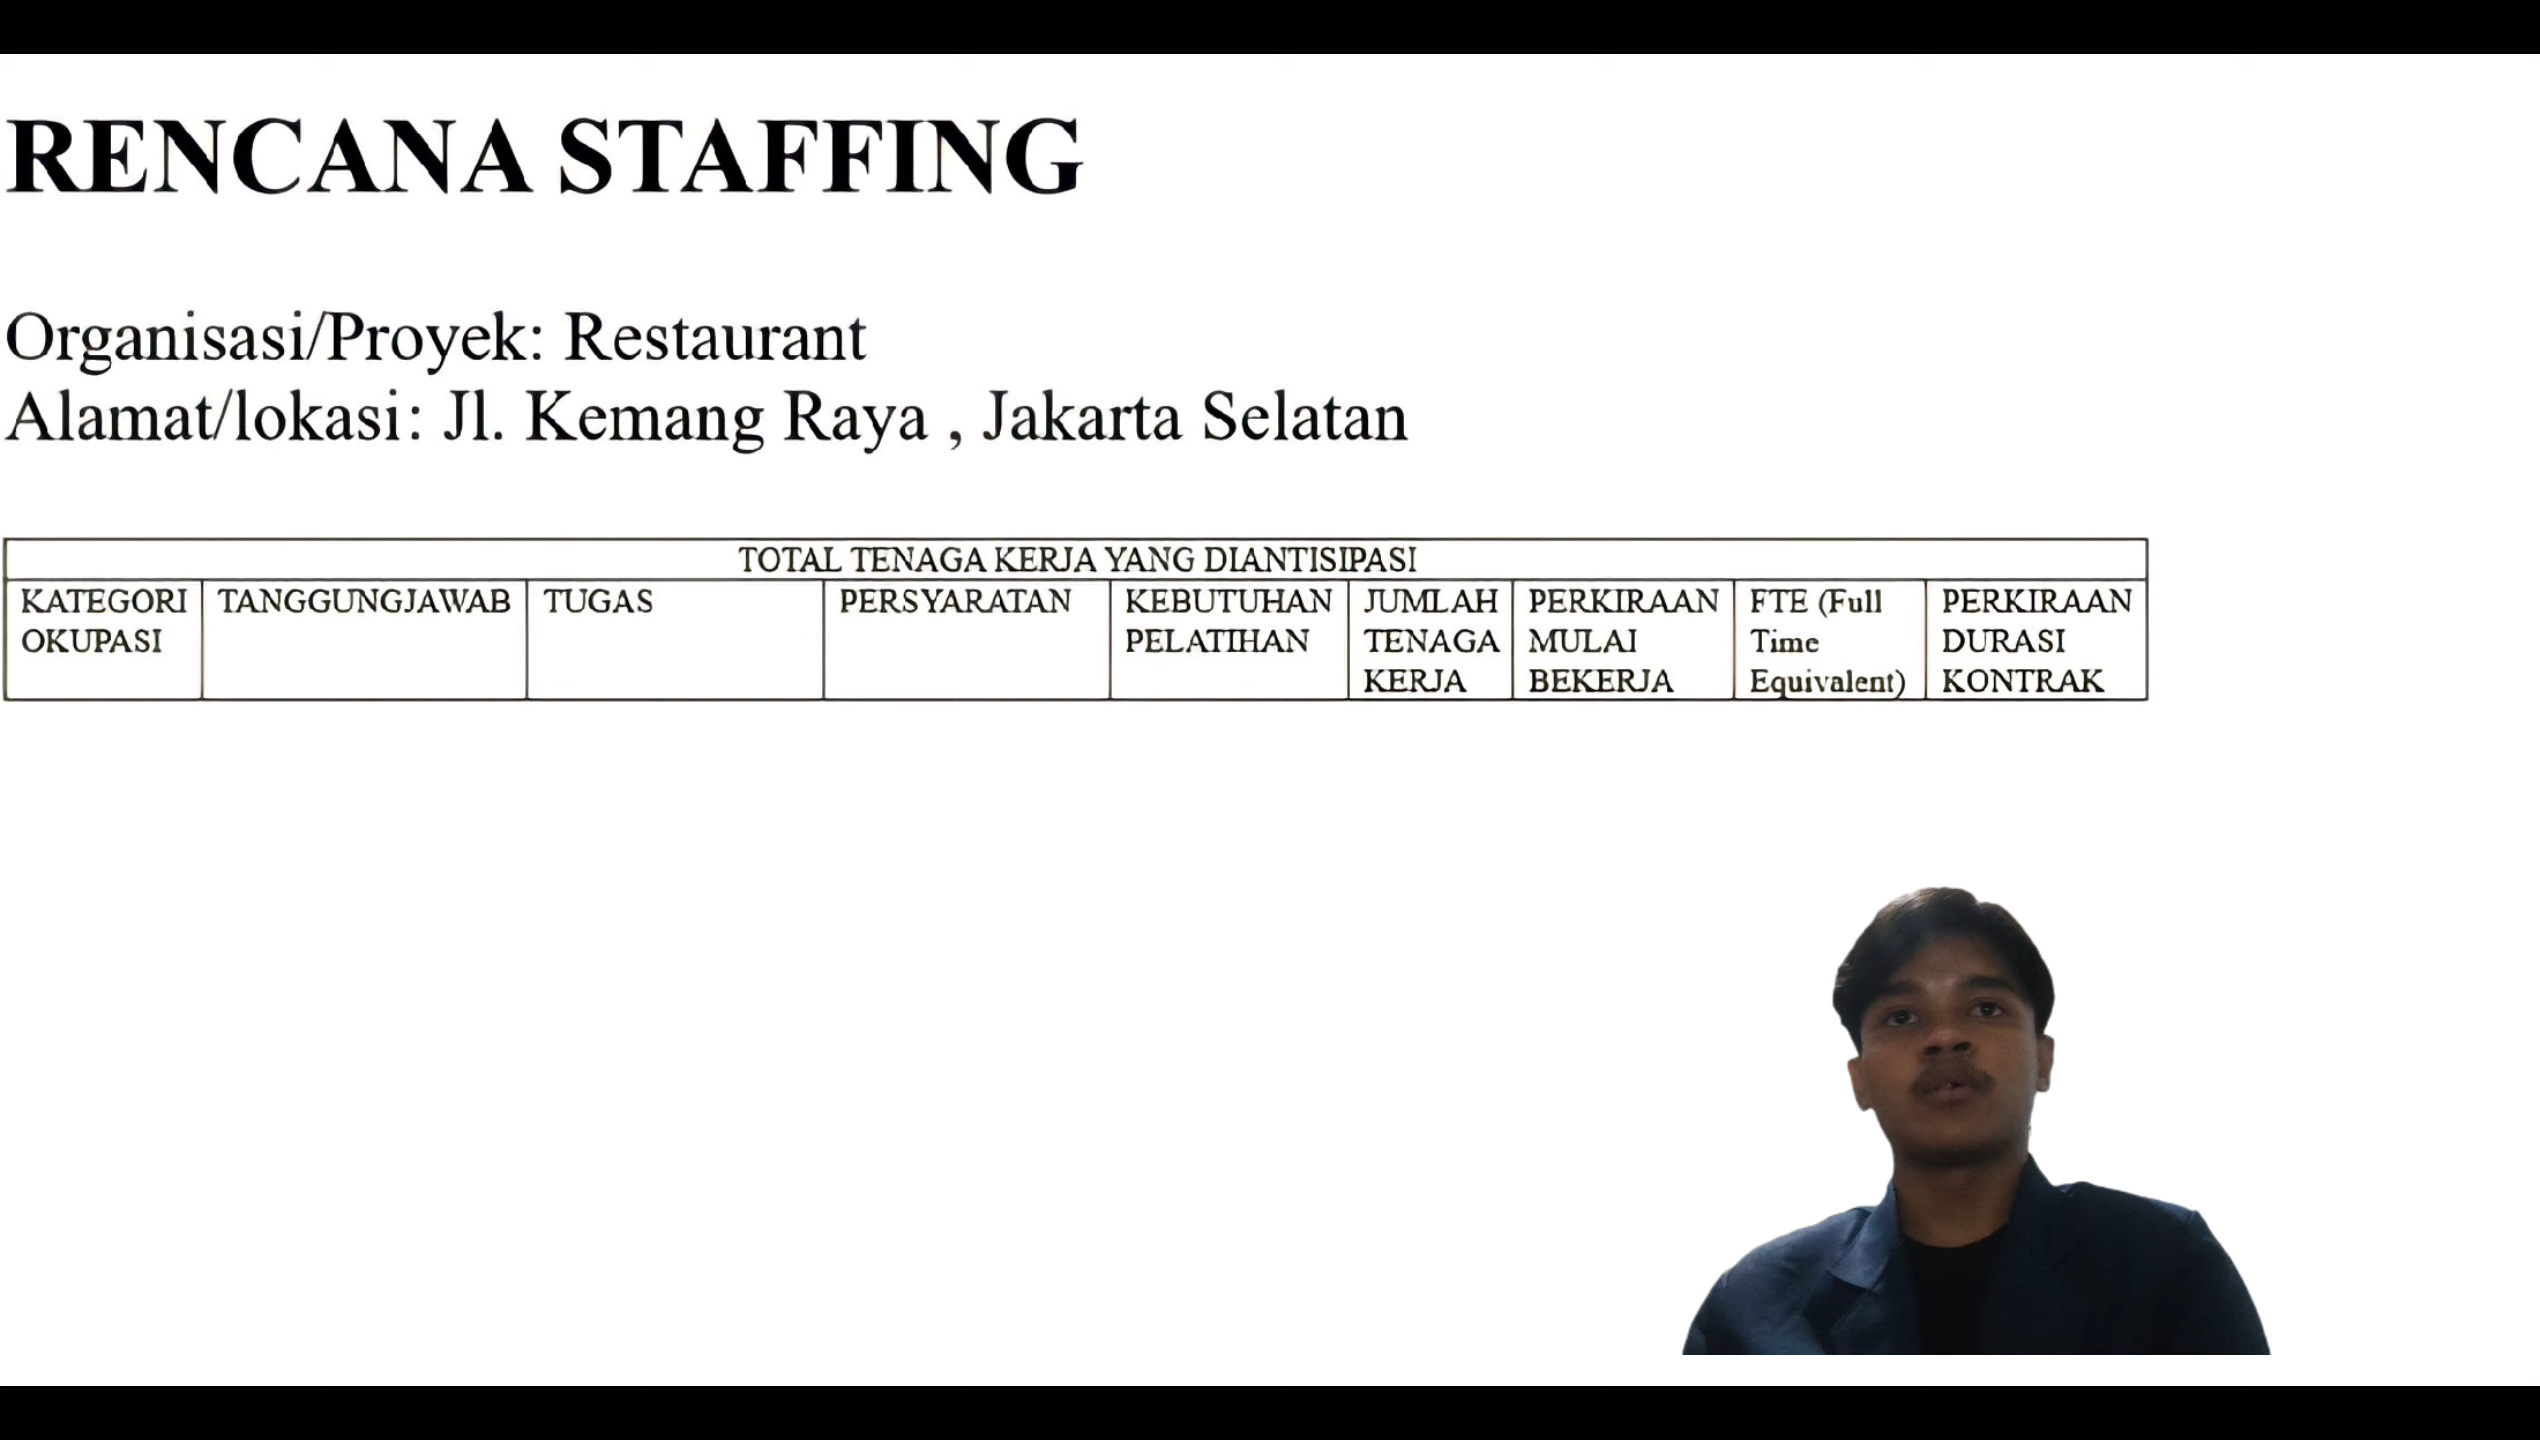 RENCANA STAFFING
Organisasi/Proyek: Restaurant
Alamat/lokasi: Jl. Kemang Raya , Jakarta Selatan
TOTAL TENAGA KERJA YANG DIANTISIPASI
KATEGORI OKUPASI
TANGGUNGJAWAB
TUGAS
PERSYARATAN
KEBUTUHAN PELATIHAN
JUMLAH TENAGA KERJA
PERKIRAAN MULAI BEKERJA
FTE (Full Time Equivalent)
PERKIRAAN DURASI KONTRAK